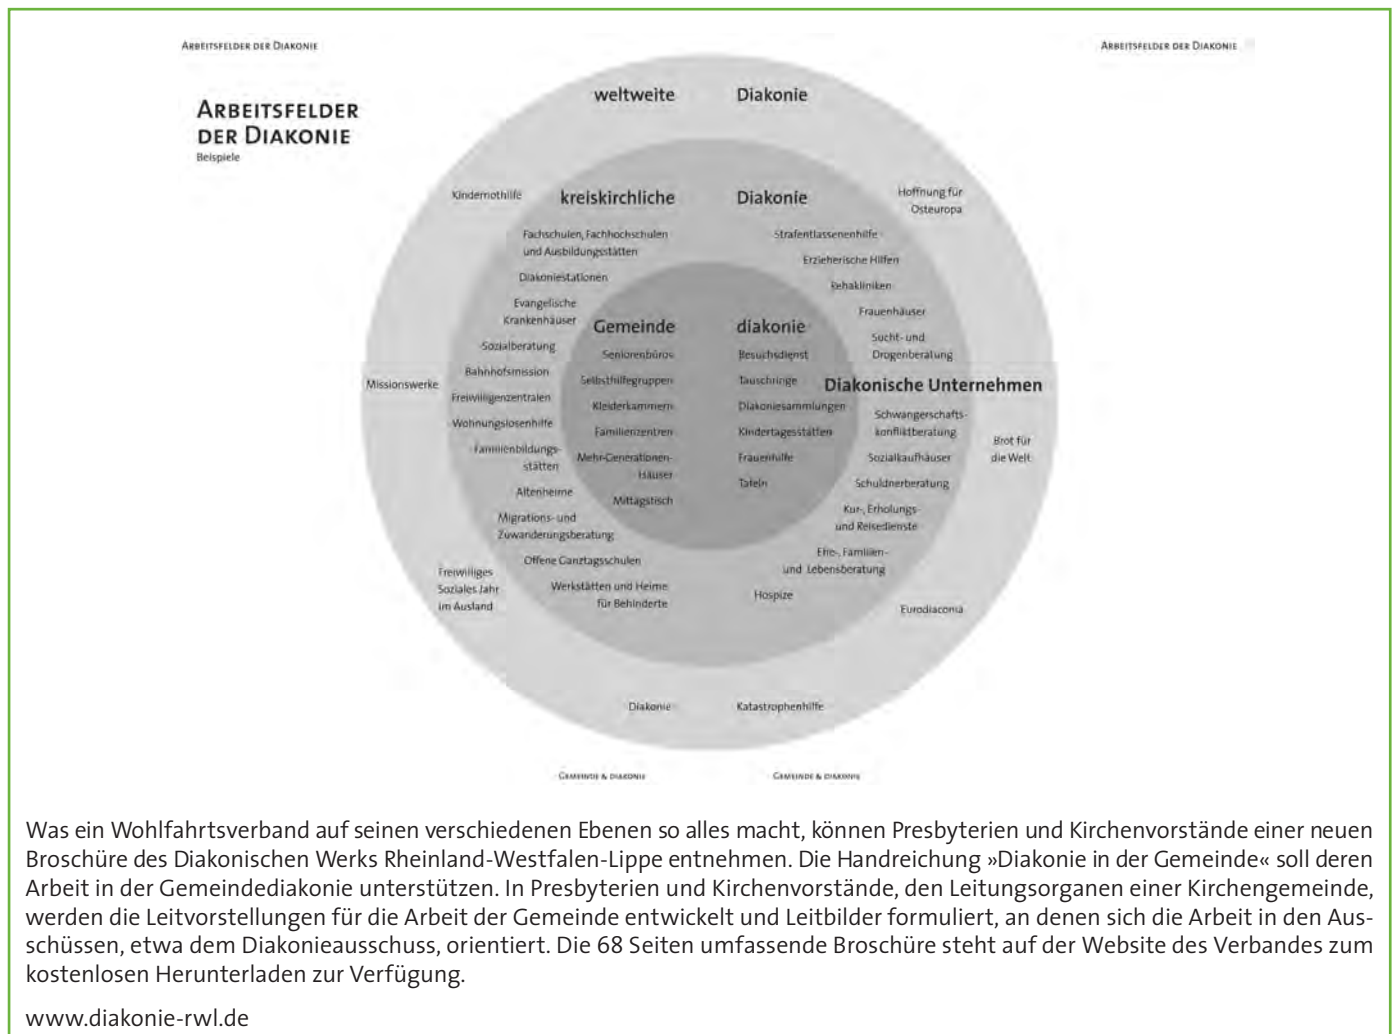 ARBEITSFELDER DER DIAKONIE
ARBEITSFELDER DER DIAKONIE
ARBEITSFELDER
DER DIAKONIE
Beispiele
weltweite Diakonie
Kindernothilfe
Hoffnung für
Osteuropa
Missionswerke
Brot für
die Welt
Freiwilliges
Soziales Jahr
im Ausland
Eurodiaconia
Diakonie Katastrophenhilfe
kreiskirchliche Diakonie
Fachschulen, Fachhochschulen
und Ausbildungsstätten
Diakoniestationen
Evangelische
Krankenhäuser
Sozialberatung
Bahnhofsmission
Freiwilligenzentralen
Wohnungslosenhilfe
Familienbildungs-
stätten
Altenheime
Migrations- und
Zuwanderungsberatung
Offene Ganztagsschulen
Werkstätten und Heime
für Behinderte
Strafentlassenenhilfe
Erzieherische Hilfen
Rehakliniken
Frauenhäuser
Sucht- und
Drogenberatung
Diakonische Unternehmen
Schwangerschafts-
konfliktberatung
Sozialkaufhäuser
Schuldnerberatung
Kur-, Erholungs-
und Reisedienste
Ehe-, Familien-
und Lebensberatung
Hospize
Gemeinde diakonie
Seniorenbüros
Selbsthilfegruppen
Kleiderkammern
Familienzentren
Mehr-Generationen-
Häuser
Mittagstisch
Besuchsdienst
Tauschringe
Diakoniesammlungen
Kindertagesstätten
Frauenhilfe
Tafeln
GEMEINDE & DIAKONIE
GEMEINDE & DIAKONIE
Was ein Wohlfahrtsverband auf seinen verschiedenen Ebenen so alles macht, können Presbyterien und Kirchenvorstände einer neuen
Broschüre des Diakonischen Werks Rheinland-Westfalen-Lippe entnehmen. Die Handreichung »Diakonie in der Gemeinde« soll deren
Arbeit in der Gemeindediakonie unterstützen. In Presbyterien und Kirchenvorstände, den Leitungsorganen einer Kirchengemeinde,
werden die Leitvorstellungen für die Arbeit der Gemeinde entwickelt und Leitbilder formuliert, an denen sich die Arbeit in den Aus-
schüssen, etwa dem Diakonieausschuss, orientiert. Die 68 Seiten umfassende Broschüre steht auf der Website des Verbandes zum
kostenlosen Herunterladen zur Verfügung.
www.diakonie-rwl.de